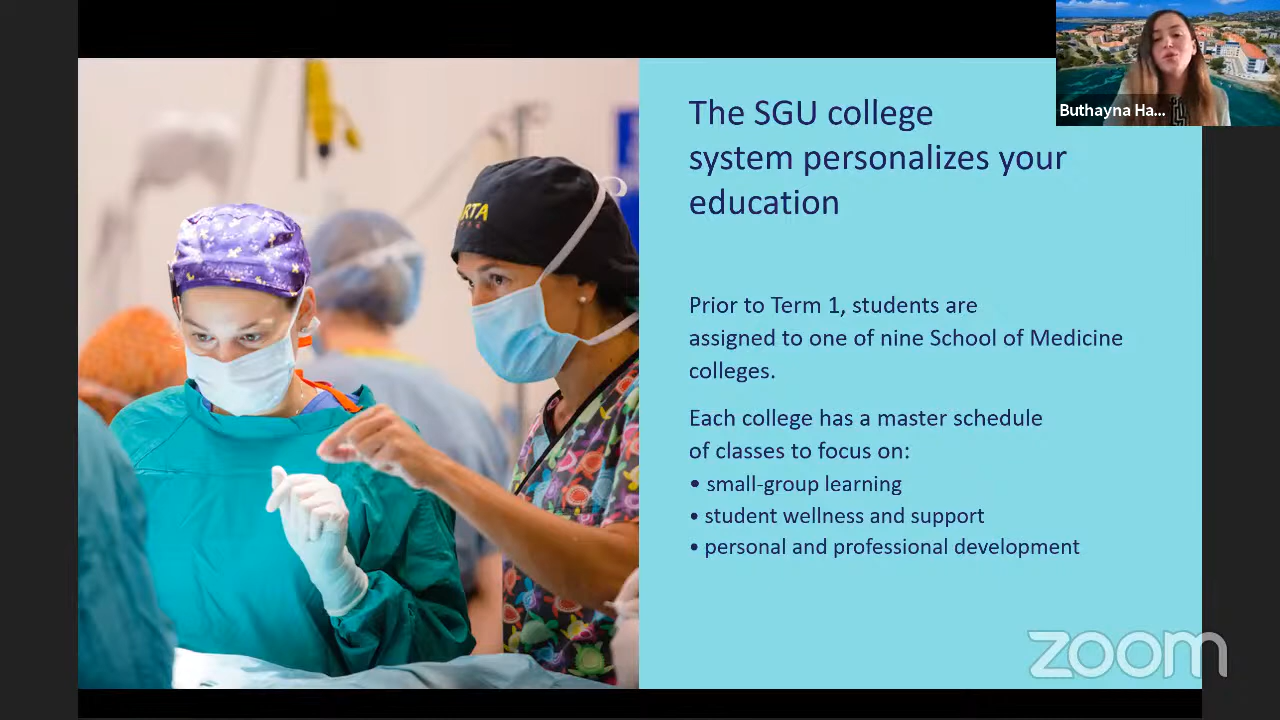 The SGU college
system personalizes your
education
Prior to Term 1, students are
assigned to one of nine School of Medicine
colleges.
Each college has a master schedule
of classes to focus on:
• small-group learning
• student wellness and support
• personal and professional development
Buthayna Ha...
RTA
zoom